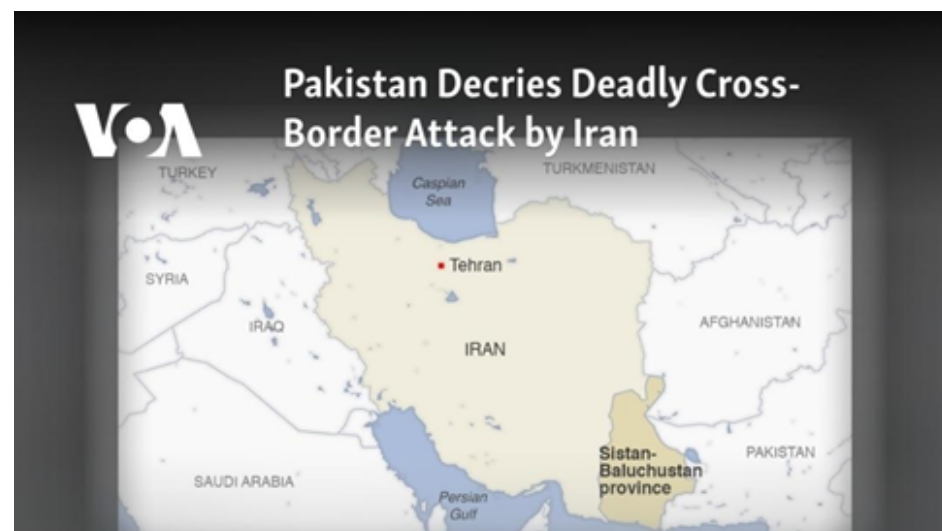 VOA
Pakistan Decries Deadly Cross-
Border Attack by Iran
TURKEY
Caspian
Sea
TURKMENISTAN
Tehran
SYRIA
IRAQ
IRAN
AFGHANISTAN
Sistan-
Baluchustan
province
PAKISTAN
SAUDI ARABIA
Persian
Gulf